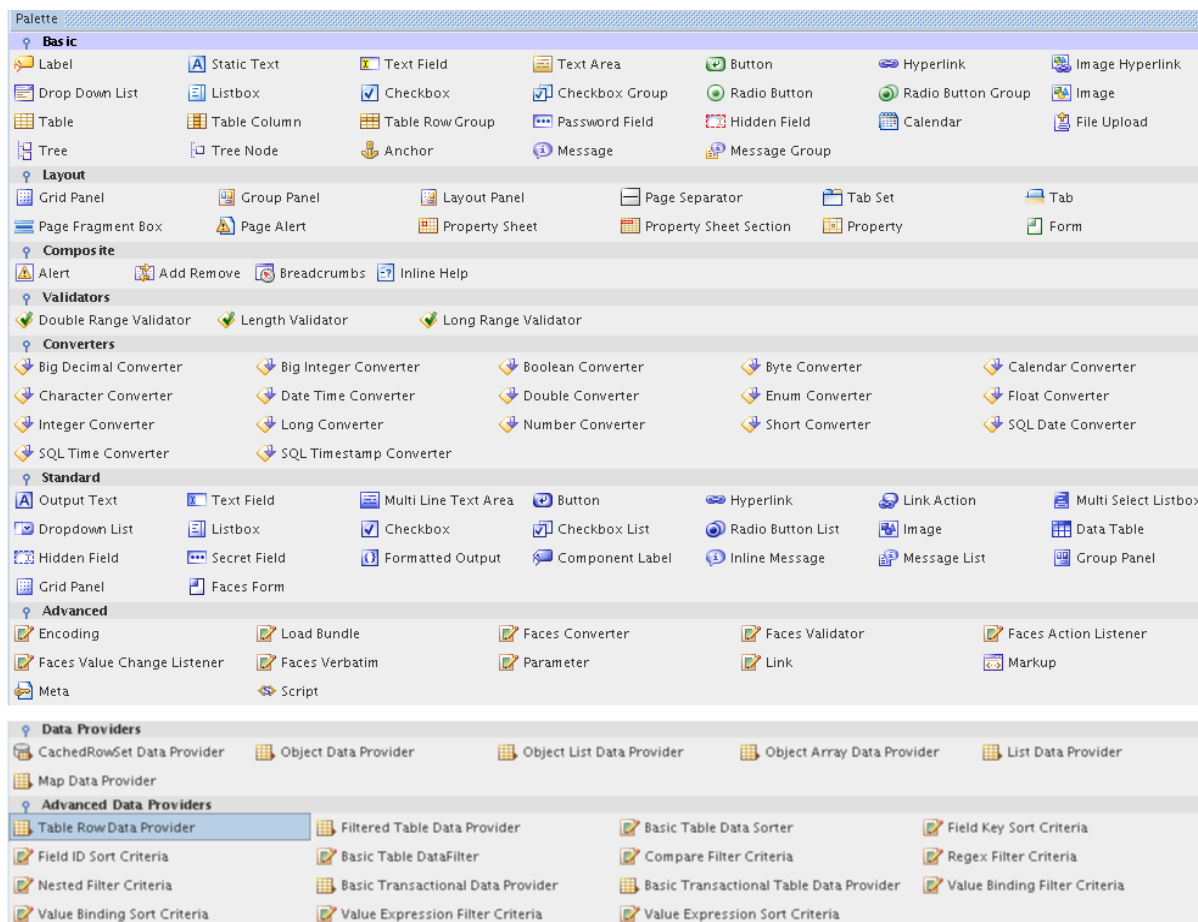 Palette
Basic
Label Static Text Text Field Text Area Button Hyperlink Image Hyperlink
Drop Down List Listbox Checkbox Checkbox Group Radio Button Radio Button Group Image
Table Table Column Table Row Group Password Field Hidden Field Calendar File Upload
Tree Tree Node Anchor Message Message Group
Layout
Grid Panel Group Panel Layout Panel Page Separator Tab Set Tab
Page Fragment Box Page Alert Property Sheet Property Sheet Section Property Form
Composite
Alert Add Remove Breadcrumbs Inline Help
Validators
Double Range Validator Length Validator Long Range Validator
Converters
Big Decimal Converter Big Integer Converter Boolean Converter Byte Converter Calendar Converter
Character Converter Date Time Converter Double Converter Enum Converter Float Converter
Integer Converter Long Converter Number Converter Short Converter SQL Date Converter
SQL Time Converter SQL Timestamp Converter
Standard
Output Text Text Field Multi Line Text Area Button Hyperlink Link Action Multi Select Listbox
Dropdown List Listbox Checkbox Checkbox List Radio Button List Image Data Table
Hidden Field Secret Field Formatted Output Component Label Inline Message Message List Group Panel
Grid Panel Faces Form
Advanced
Encoding Load Bundle Faces Converter Faces Validator Faces Action Listener
Faces Value Change Listener Faces Verbatim Parameter Link Markup
Meta Script
Data Providers
CachedRowSet Data Provider Object Data Provider Object List Data Provider Object Array Data Provider List Data Provider
Map Data Provider
Advanced Data Providers
Table Row Data Provider Filtered Table Data Provider Basic Table Data Sorter Field Key Sort Criteria
Field ID Sort Criteria Basic Table DataFilter Compare Filter Criteria Regex Filter Criteria
Nested Filter Criteria Basic Transactional Data Provider Basic Transactional Table Data Provider Value Binding Filter Criteria
Value Binding Sort Criteria Value Expression Filter Criteria Value Expression Sort Criteria